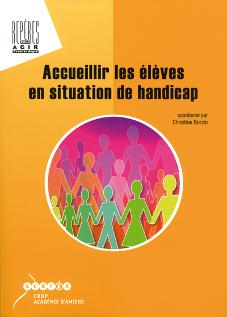 REPÈRES
AGIR
Accueillir les élèves
en situation de handicap
coordonné par
Christine Berzin
CRDP
ACADÉMIE D'AMIENS